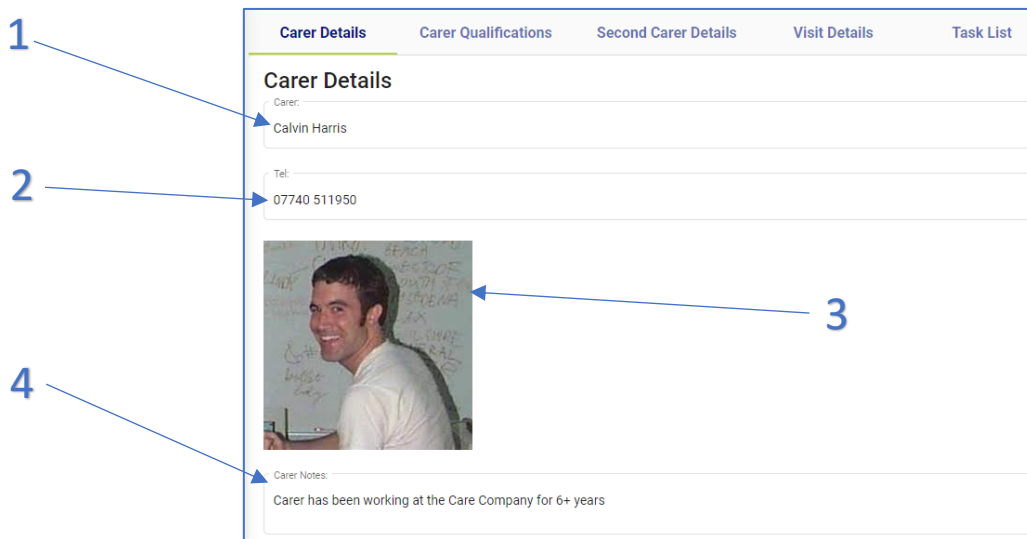 1
Carer Details Carer Qualifications Second Carer Details Visit Details Task List
Carer Details
Carer:
Calvin Harris
2
Tel:
07740 511950
3
4
Carer Notes:
Carer has been working at the Care Company for 6+ years